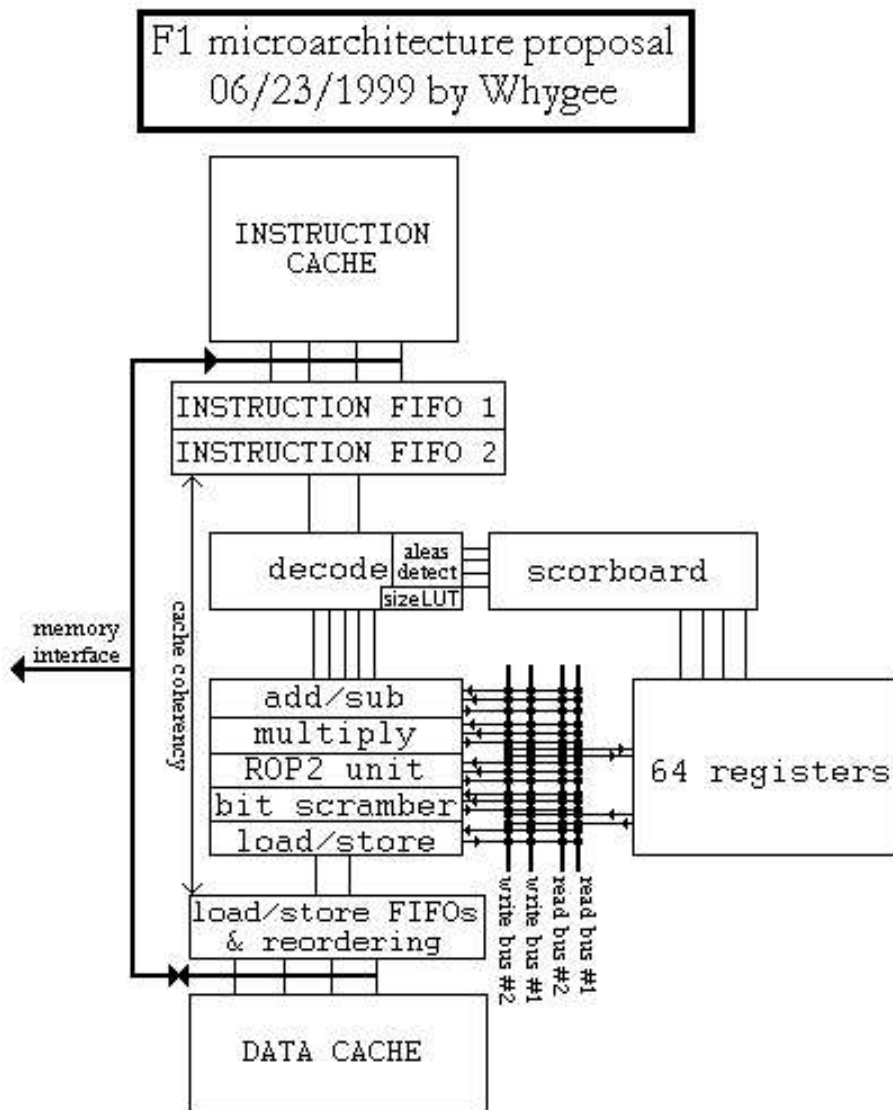 F1 microarchitecture proposal
06/23/1999 by Whygee
INSTRUCTION
CACHE
INSTRUCTION FIFO 1
INSTRUCTION FIFO 2
decode
aleas
detect
sizeLUT
scorboard
memory
interface
cache coherency
add/sub
multiply
ROP2 unit
bit scramber
load/store
64 registers
write bus #2
write bus #1
read bus #2
read bus #1
load/store FIFOs
& reordering
DATA CACHE